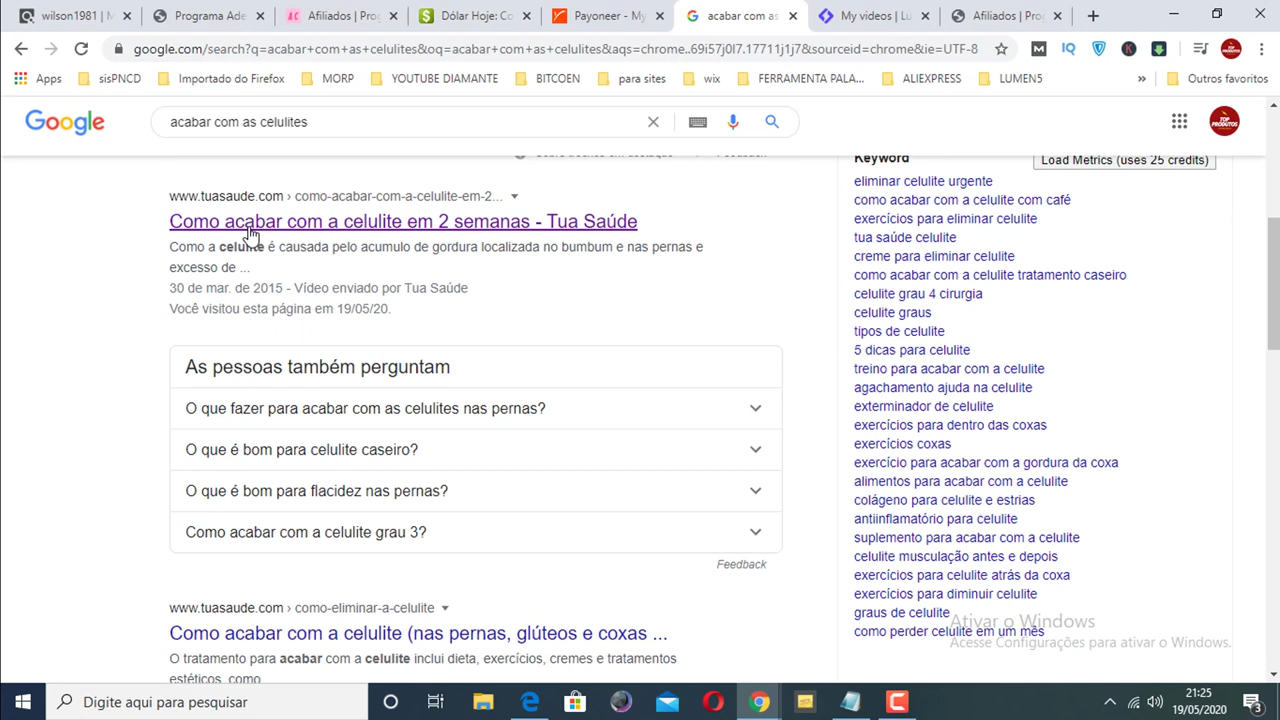 wilson1981 | M
Programa Ade
Afiliados | Prog
Dólar Hoje: Co
Payoneer - My
acabar com as
My videos | Lu
Afiliados | Prog
google.com/search?q=acabar+com+as+celulites&oq=acabar+com+as+celulites&aqs=chrome..69i57j0l7.17711j1j7&sourceid=chrome&ie=UTF-8
Apps sisPNCD Importado do Firefox MORP YOUTUBE DIAMANTE BITCOEN para sites wix FERRAMENTA PALA... ALIEXPRESS LUMEN5 » Outros favoritos
Google
acabar com as celulites
TOP PRODUTOS
Feedback
www.tuasaude.com › como-acabar-com-a-celulite-em-2...
Como acabar com a celulite em 2 semanas - Tua Saúde
Como a celulite é causada pelo acumulo de gordura localizada no bumbum e nas pernas e
excesso de ...
30 de mar. de 2015 - Vídeo enviado por Tua Saúde
Você visitou esta página em 19/05/20.
As pessoas também perguntam
O que fazer para acabar com as celulites nas pernas?
O que é bom para celulite caseiro?
O que é bom para flacidez nas pernas?
Como acabar com a celulite grau 3?
Feedback
www.tuasaude.com › como-eliminar-a-celulite
Como acabar com a celulite (nas pernas, glúteos e coxas ...
O tratamento para acabar com a celulite inclui dieta, exercícios, cremes e tratamentos
estéticos, como
Keyword
Load Metrics (uses 25 credits)
eliminar celulite urgente
como acabar com a celulite com café
exercícios para eliminar celulite
tua saúde celulite
creme para eliminar celulite
como acabar com a celulite tratamento caseiro
celulite grau 4 cirurgia
celulite graus
tipos de celulite
5 dicas para celulite
treino para acabar com a celulite
agachamento ajuda na celulite
exterminador de celulite
exercícios para dentro das coxas
exercícios coxas
exercício para acabar com a gordura da coxa
alimentos para acabar com a celulite
colágeno para celulite e estrias
antiinflamatório para celulite
suplemento para acabar com a celulite
celulite musculação antes e depois
exercícios para celulite atrás da coxa
exercícios para diminuir celulite
graus de celulite
como perder celulite em um mês
Ativar o Windows
Acesse Configurações para ativar o Windows.
Digite aqui para pesquisar
21:25
19/05/2020
3